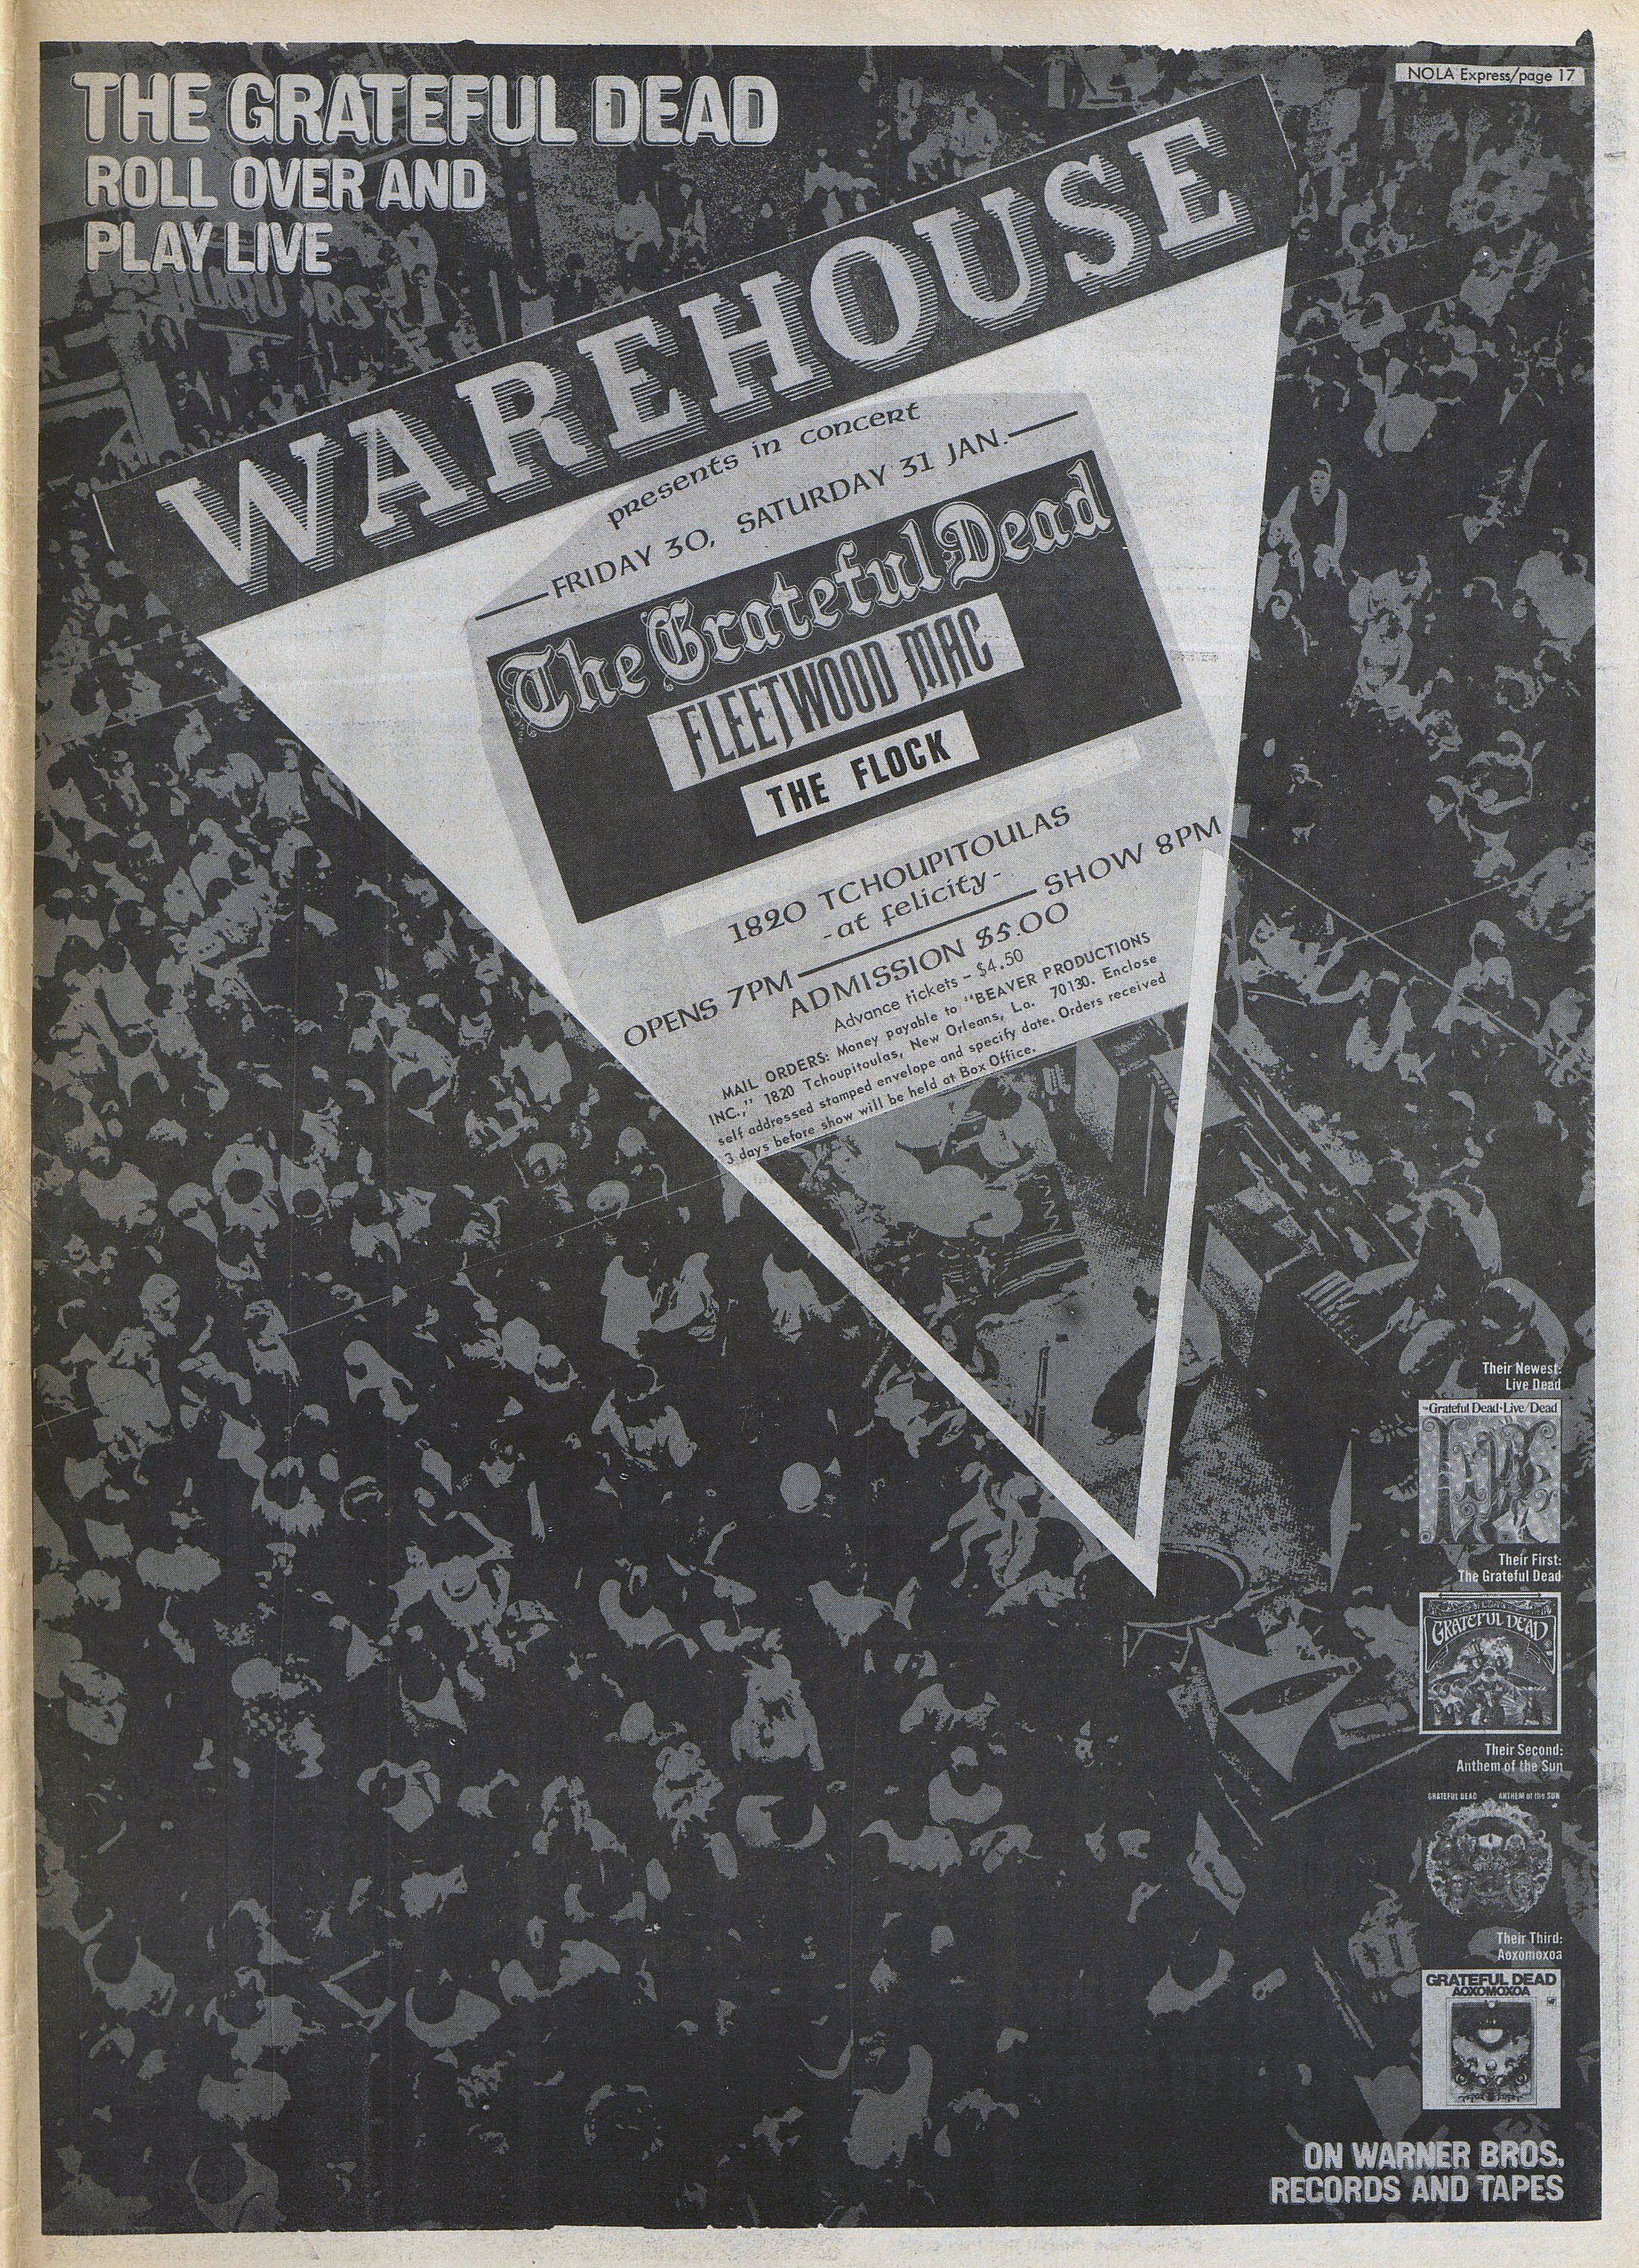 NOLA Express/page 17
THE GRATEFUL DEAD
ROLL OVER AND
PLAY LIVE
LIQUORS
WAREHOUSE
presents in concert
FRIDAY 30, SATURDAY 31 JAN.
The Grateful Dead
FLEETWOOD MAC
THE FLOCK
1820 TCHOUPITOULAS
-at felicity-
OPENS 7PM SHOW 8PM
ADMISSION $5.00
Advance tickets - $4.50
MAIL ORDERS: Money payable to "BEAVER PRODUCTIONS
INC.," 1820 Tchoupitoulas, New Orleans, La. 70130. Enclose
self addressed stamped envelope and specify date. Orders received
3 days before show will be held at Box Office.
Their Newest:
Live Dead
Grateful Dead·Live/Dead
Their First:
The Grateful Dead
GRATEFUL DEAD
Their Second:
Anthem of the Sun
GRATEFUL DEAD ANTHEM of the SUN
Their Third:
Aoxomoxoa
GRATEFUL DEAD
AOXOMOXOA
ON WARNER BROS.
RECORDS AND TAPES